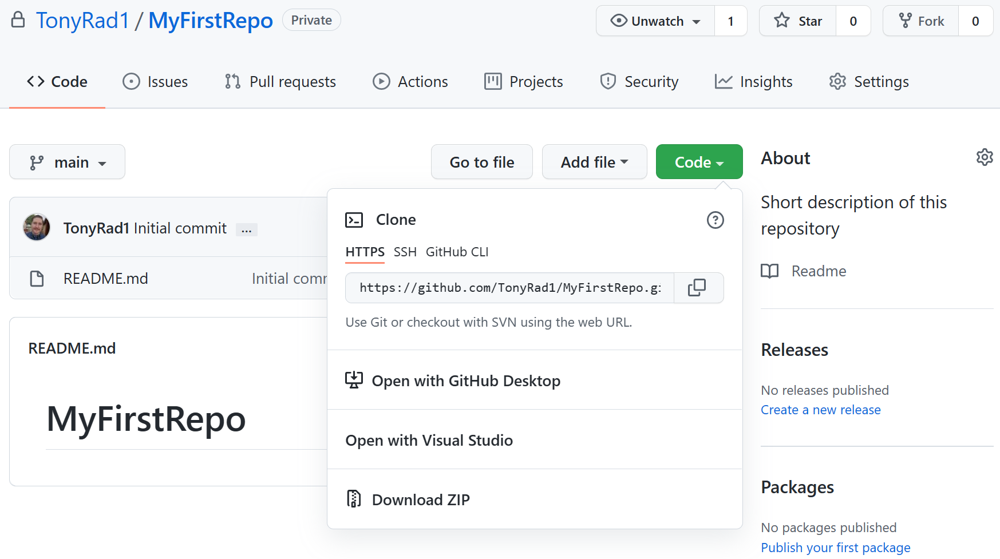 TonyRad1 / MyFirstRepo Private
Unwatch 1 Star 0 Fork 0
Code Issues Pull requests Actions Projects Security Insights Settings
main Go to file Add file Code
TonyRad1 Initial commit ...
README.md Initial comm
README.md
MyFirstRepo
Clone
HTTPS SSH GitHub CLI
https://github.com/TonyRad1/MyFirstRepo.gi
Use Git or checkout with SVN using the web URL.
Open with GitHub Desktop
Open with Visual Studio
Download ZIP
About
Short description of this
repository
Readme
Releases
No releases published
Create a new release
Packages
No packages published
Publish your first package